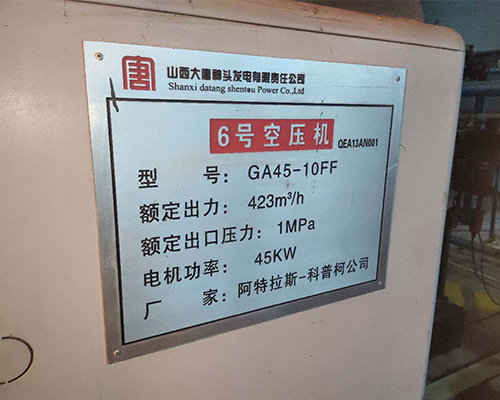 唐
山西大唐神头发电有限责任公司
Shanxi datang shentou Power Co.,Ltd
6号空压机
QEA13AN001
型 号：GA45-10FF
额定出力：423m³/h
额定出口压力：1MPa
电机功率：45KW
厂 家：阿特拉斯-科普柯公司